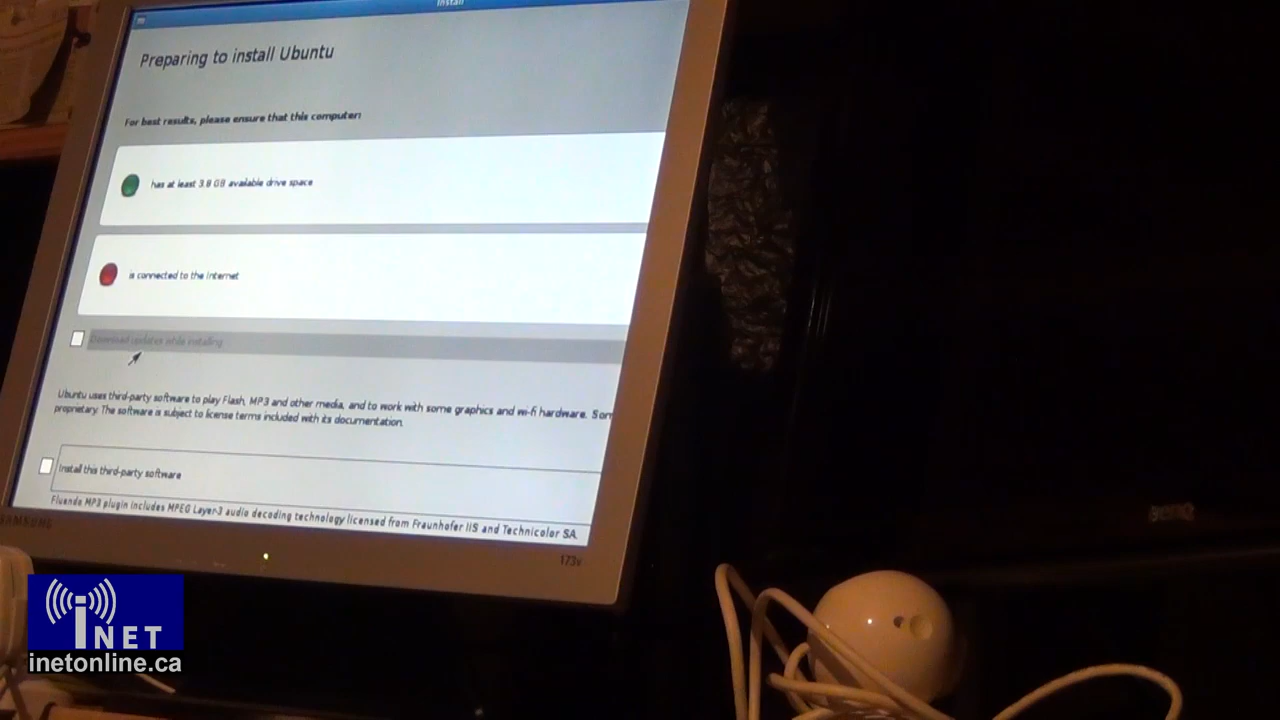 Install
Preparing to install Ubuntu
For best results, please ensure that this computer:
has at least 3.8 GB available drive space
is connected to the Internet
Download updates while installing
Ubuntu uses third-party software to play Flash, MP3 and other media, and to work with some graphics and wi-fi hardware. Som
proprietary. The software is subject to license terms included with its documentation.
Install this third-party software
Fluendo MP3 plugin includes MPEG Layer-3 audio decoding technology licensed from Fraunhofer IIS and Technicolor SA.
SAMSUNG
173v
BENQ
iNET
inetonline.ca